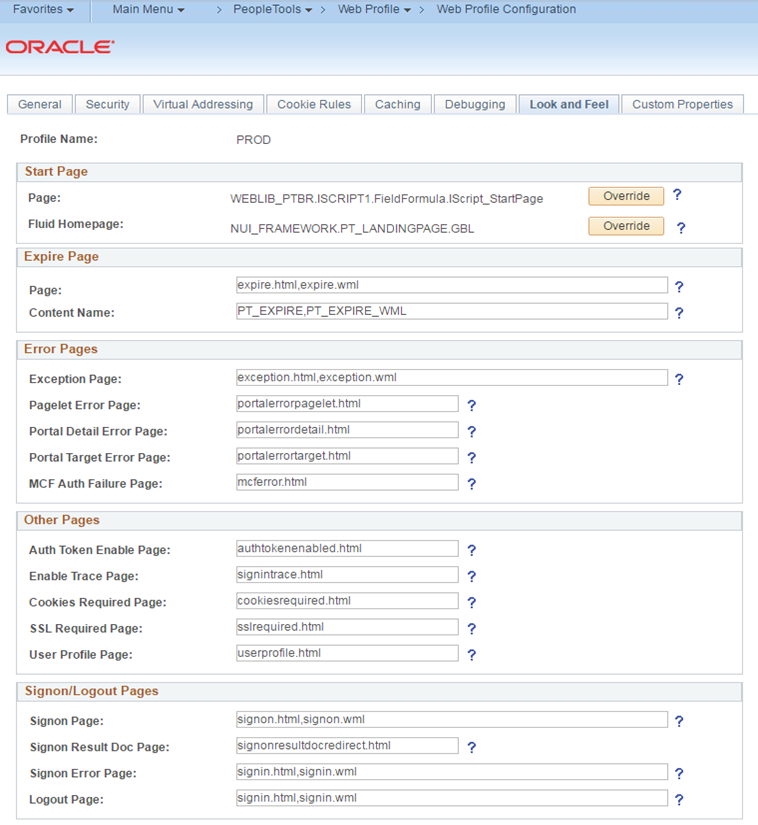 Favorites Main Menu > PeopleTools > Web Profile > Web Profile Configuration
ORACLE
General Security Virtual Addressing Cookie Rules Caching Debugging Look and Feel Custom Properties
Profile Name: PROD
Start Page
Page: WEBLIB_PTBR.ISCRIPT1.FieldFormula.IScript_StartPage Override ?
Fluid Homepage: NUI_FRAMEWORK.PT_LANDINGPAGE.GBL Override ?
Expire Page
Page: expire.html,expire.wml ?
Content Name: PT_EXPIRE,PT_EXPIRE_WML ?
Error Pages
Exception Page: exception.html,exception.wml ?
Pagelet Error Page: portalerrorpagelet.html ?
Portal Detail Error Page: portalerrordetail.html ?
Portal Target Error Page: portalerrortarget.html ?
MCF Auth Failure Page: mcferror.html ?
Other Pages
Auth Token Enable Page: authtokenenabled.html ?
Enable Trace Page: signintrace.html ?
Cookies Required Page: cookiesrequired.html ?
SSL Required Page: sslrequired.html ?
User Profile Page: userprofile.html ?
Signon/Logout Pages
Signon Page: signon.html,signon.wml ?
Signon Result Doc Page: signonresultdocredirect.html ?
Signon Error Page: signin.html,signin.wml ?
Logout Page: signin.html,signin.wml ?